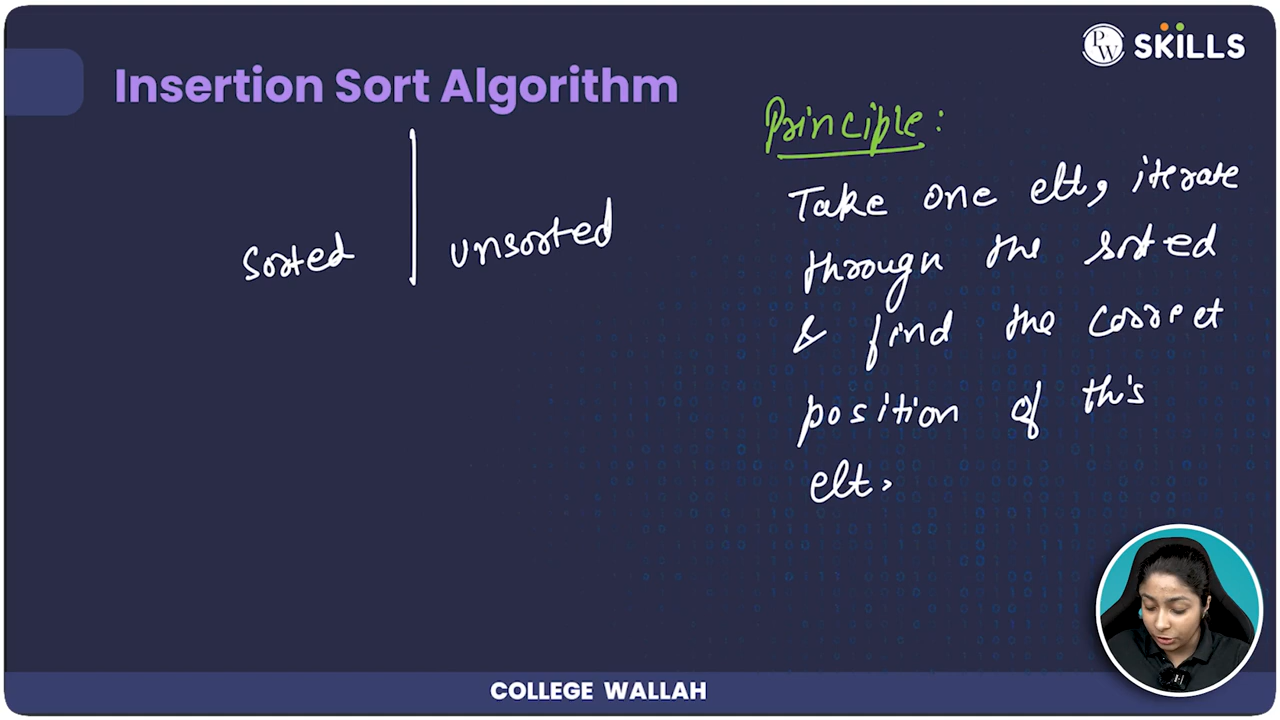 PW SKILLS
Insertion Sort Algorithm
sorted | unsorted
Principle:
Take one elt, iterate
through the sorted
& find the correct
position of this
elt,
COLLEGE WALLAH